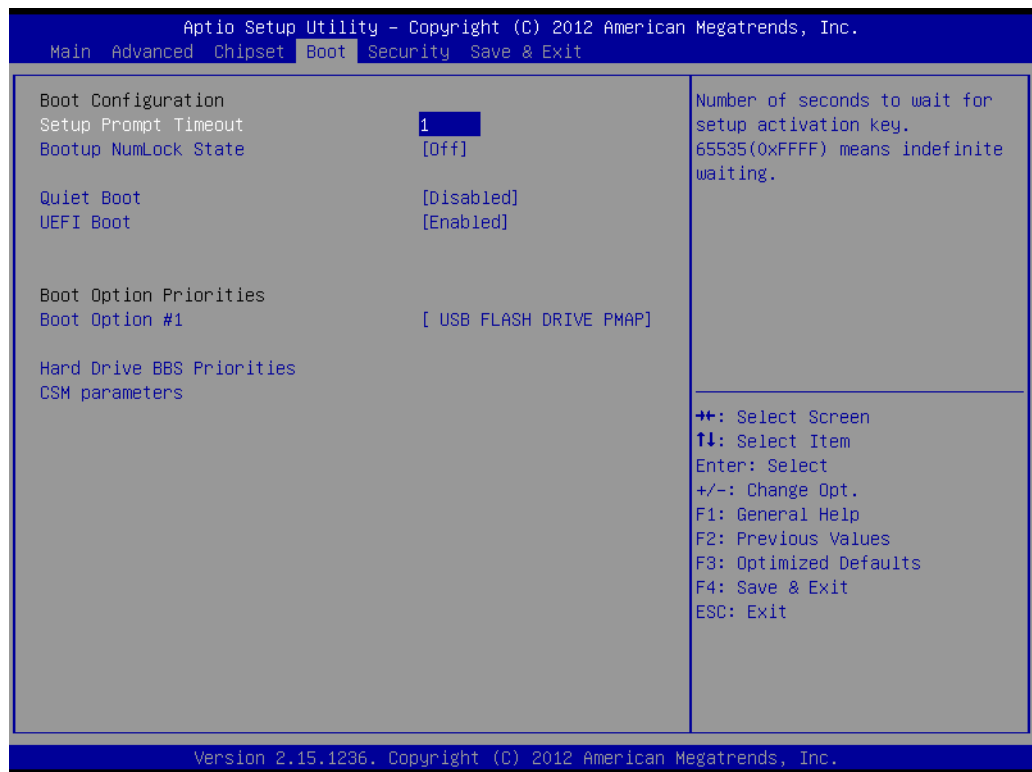 Aptio Setup Utility – Copyright (C) 2012 American Megatrends, Inc.
Main Advanced Chipset Boot Security Save & Exit
Boot Configuration
Setup Prompt Timeout 1
Bootup NumLock State [Off]
Quiet Boot [Disabled]
UEFI Boot [Enabled]
Boot Option Priorities
Boot Option #1 [ USB FLASH DRIVE PMAP]
Hard Drive BBS Priorities
CSM parameters
Number of seconds to wait for
setup activation key.
65535(0xFFFF) means indefinite
waiting.
→←: Select Screen
↑↓: Select Item
Enter: Select
+/-: Change Opt.
F1: General Help
F2: Previous Values
F3: Optimized Defaults
F4: Save & Exit
ESC: Exit
Version 2.15.1236. Copyright (C) 2012 American Megatrends, Inc.